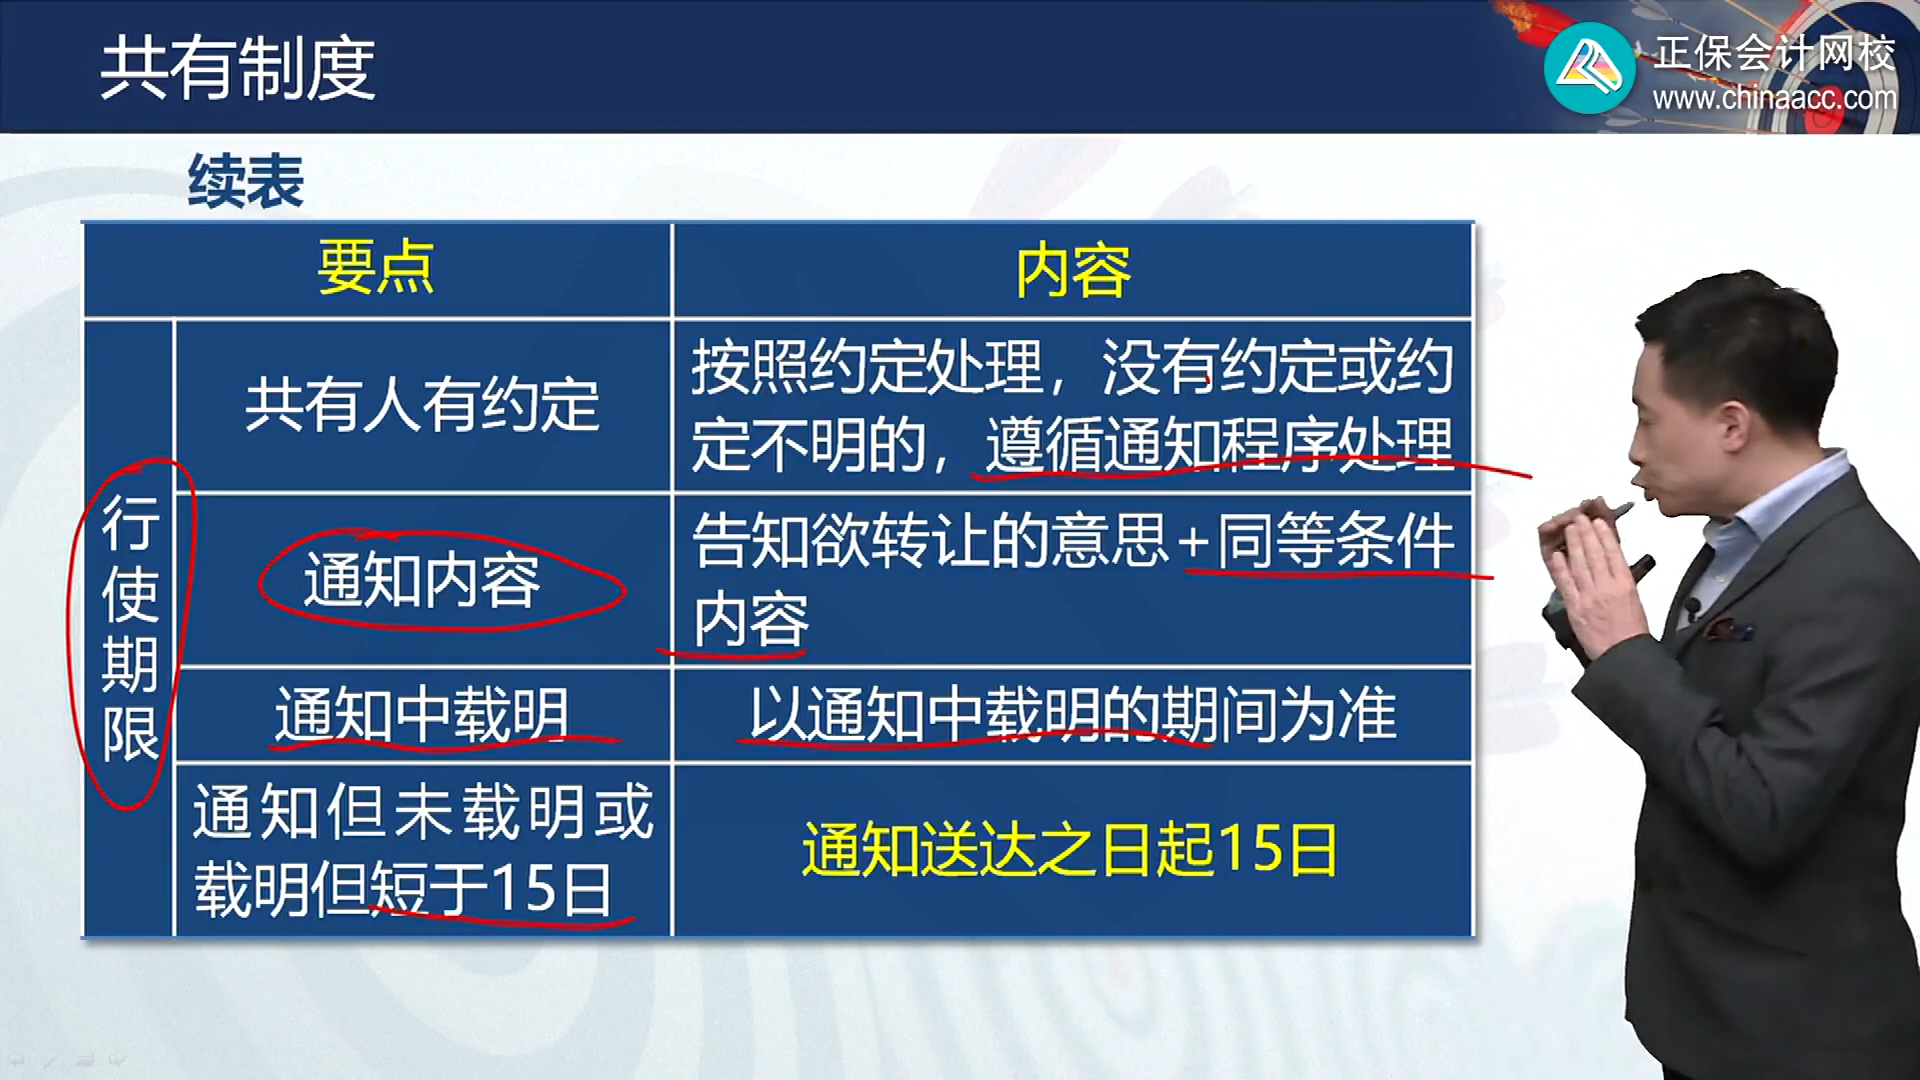 共有制度
正保会计网校
www.chinaacc.com
续表
要点
内容
行使期限
共有人有约定
按照约定处理，没有约定或约
定不明的，遵循通知程序处理
通知内容
告知欲转让的意思+同等条件
内容
通知中载明
以通知中载明的期间为准
通知但未载明或
载明但短于15日
通知送达之日起15日